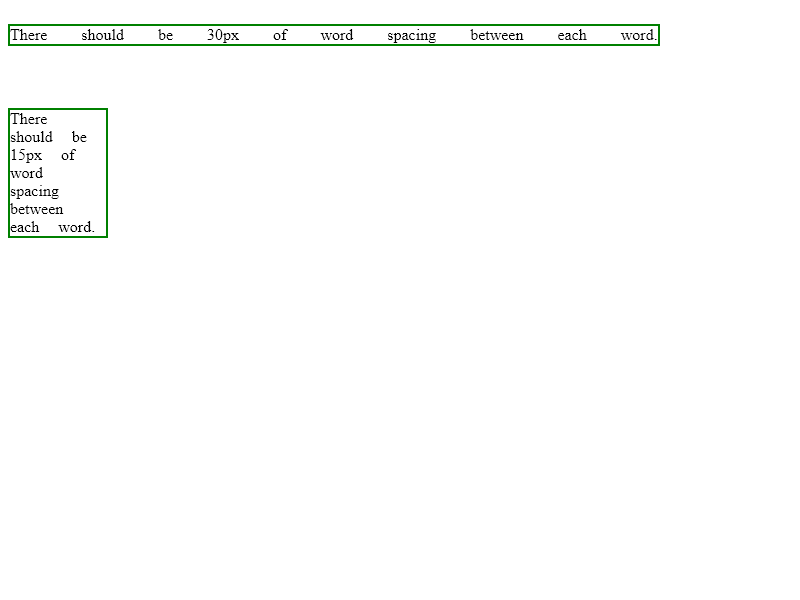 There should be 30px of word spacing between each word.
There
should be
15px of
word
spacing
between
each word.